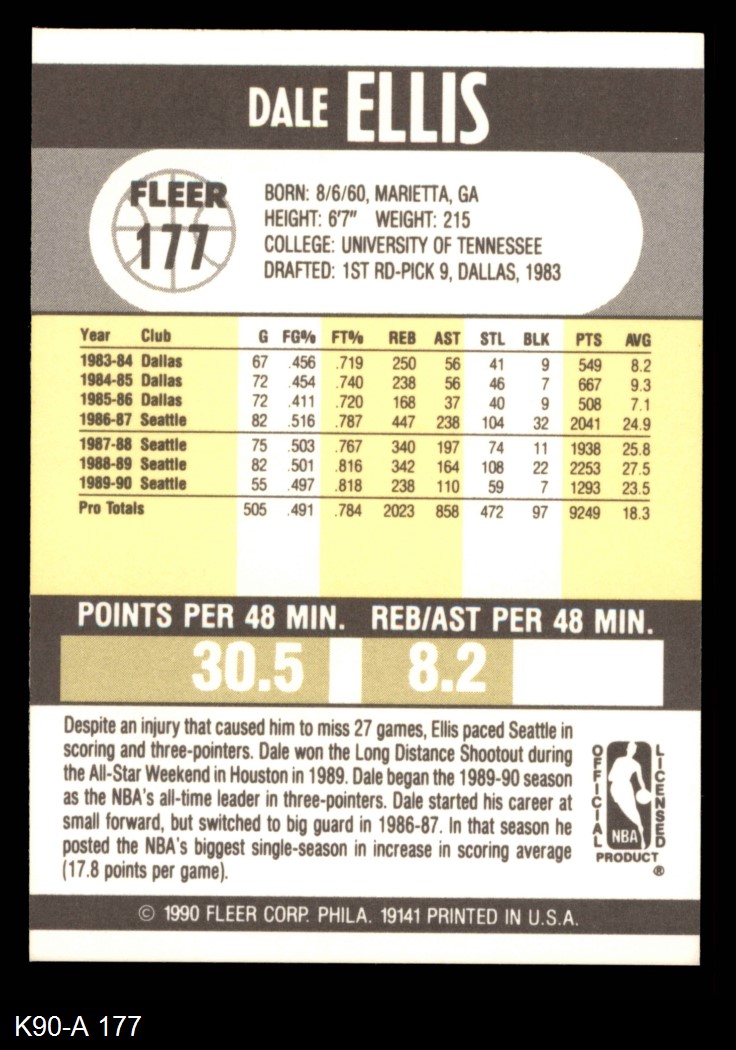 DALE ELLIS
FLEER
177
BORN: 8/6/60, MARIETTA, GA
HEIGHT: 6'7" WEIGHT: 215
COLLEGE: UNIVERSITY OF TENNESSEE
DRAFTED: 1ST RD-PICK 9, DALLAS, 1983
Year Club G FG% FT% REB AST STL BLK PTS AVG
1983-84 Dallas 67 .456 .719 250 56 41 9 549 8.2
1984-85 Dallas 72 .454 .740 238 56 46 7 667 9.3
1985-86 Dallas 72 .411 .720 168 37 40 9 508 7.1
1986-87 Seattle 82 .516 .787 447 238 104 32 2041 24.9
1987-88 Seattle 75 .503 .767 340 197 74 11 1938 25.8
1988-89 Seattle 82 .501 .816 342 164 108 22 2253 27.5
1989-90 Seattle 55 .497 .818 238 110 59 7 1293 23.5
Pro Totals 505 .491 .784 2023 858 472 97 9249 18.3
POINTS PER 48 MIN. REB/AST PER 48 MIN.
30.5 8.2
Despite an injury that caused him to miss 27 games, Ellis paced Seattle in
scoring and three-pointers. Dale won the Long Distance Shootout during
the All-Star Weekend in Houston in 1989. Dale began the 1989-90 season
as the NBA's all-time leader in three-pointers. Dale started his career at
small forward, but switched to big guard in 1986-87. In that season he
posted the NBA's biggest single-season in increase in scoring average
(17.8 points per game).
OFFICIAL
LICENSED
NBA
PRODUCT
®
© 1990 FLEER CORP. PHILA. 19141 PRINTED IN U.S.A.
K90-A 177